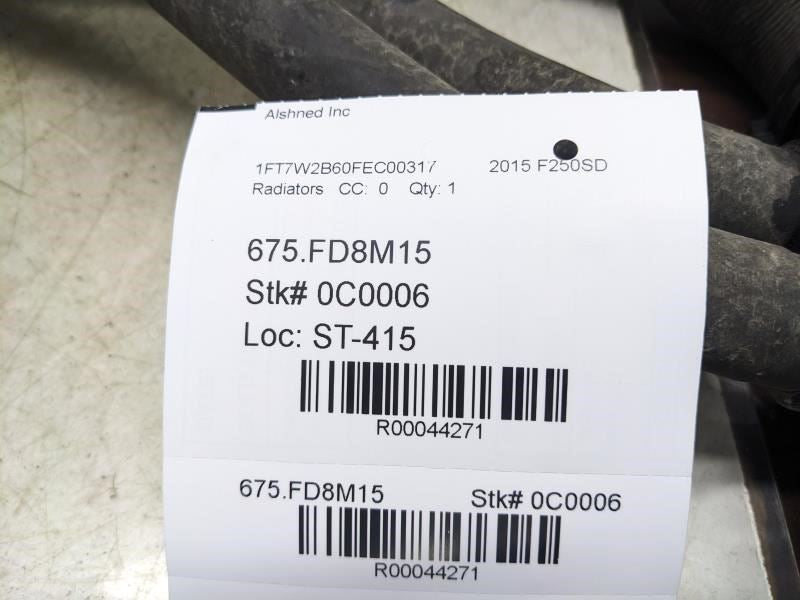 Alshned Inc
1FT7W2B60FEC00317 2015 F250SD
Radiators CC: 0 Qty: 1
675.FD8M15
Stk# 0C0006
Loc: ST-415
R00044271
675.FD8M15 Stk# 0C0006
R00044271